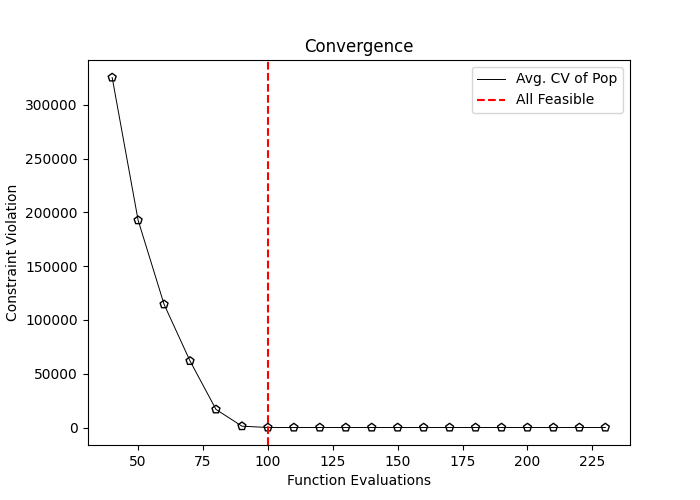 Convergence
Avg. CV of Pop
All Feasible
Constraint Violation
300000
250000
200000
150000
100000
50000
0
50 75 100 125 150 175 200 225
Function Evaluations